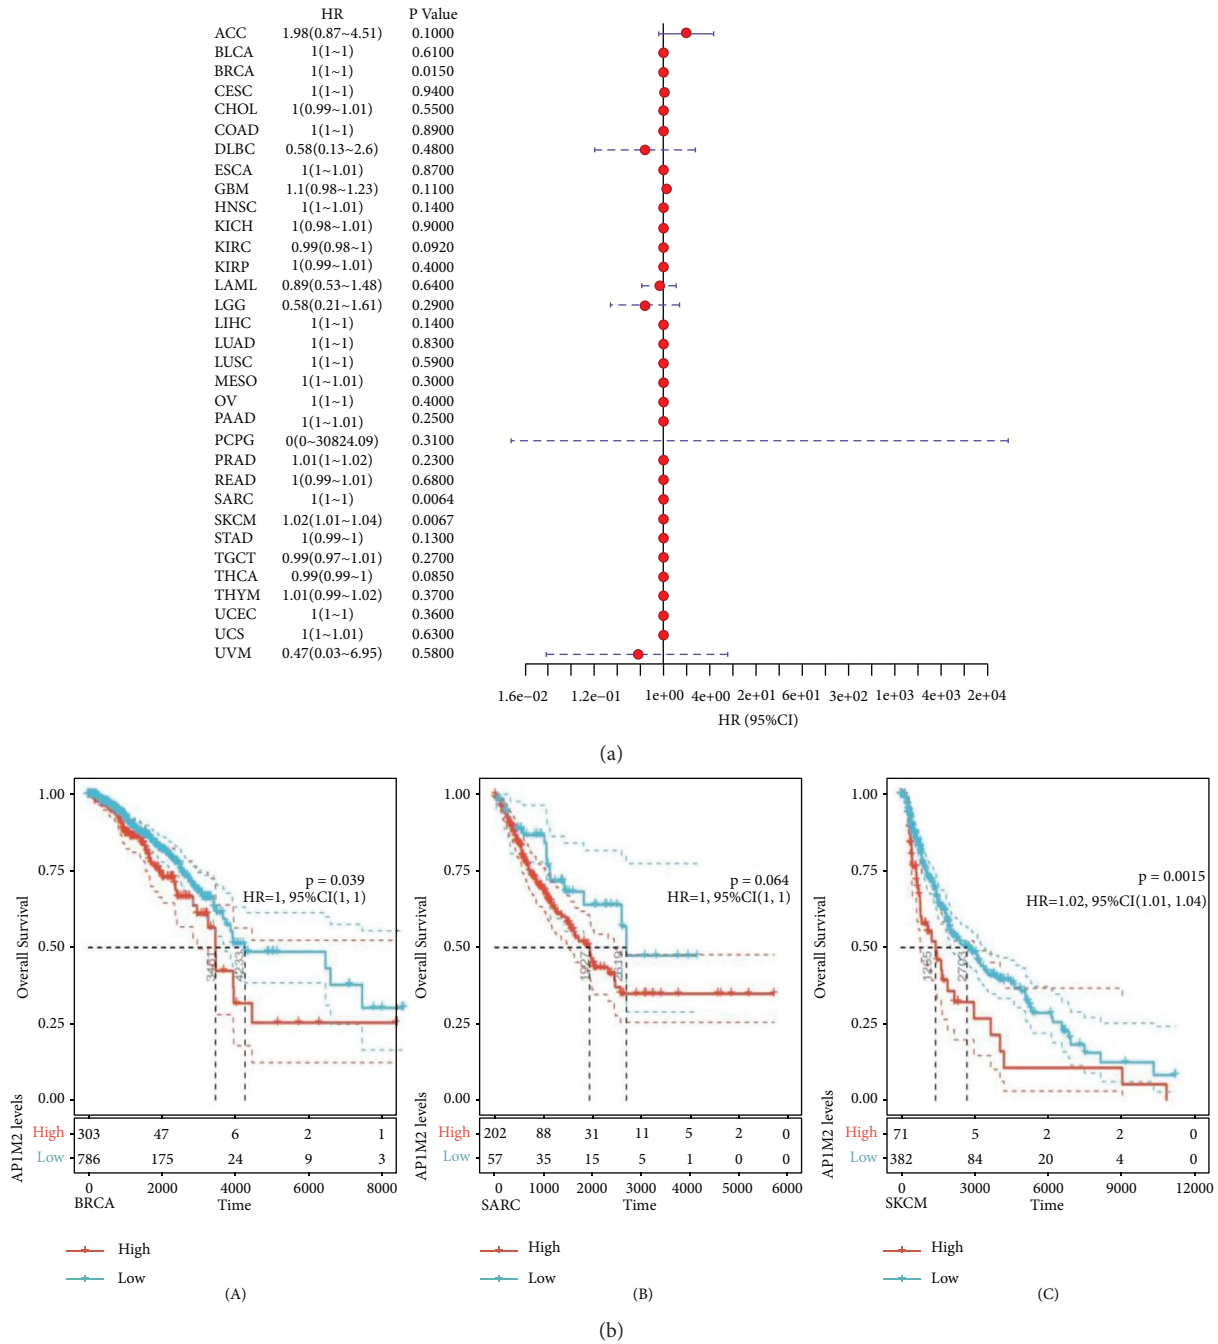 HR P Value
ACC 1.98(0.87~4.51) 0.1000
BLCA 1(1~1) 0.6100
BRCA 1(1~1) 0.0150
CESC 1(1~1) 0.9400
CHOL 1(0.99~1.01) 0.5500
COAD 1(1~1) 0.8900
DLBC 0.58(0.13~2.6) 0.4800
ESCA 1(1~1.01) 0.8700
GBM 1.1(0.98~1.23) 0.1100
HNSC 1(1~1.01) 0.1400
KICH 1(0.98~1.01) 0.9000
KIRC 0.99(0.98~1) 0.0920
KIRP 1(0.99~1.01) 0.4000
LAML 0.89(0.53~1.48) 0.6400
LGG 0.58(0.21~1.61) 0.2900
LIHC 1(1~1) 0.1400
LUAD 1(1~1) 0.8300
LUSC 1(1~1) 0.5900
MESO 1(1~1.01) 0.3000
OV 1(1~1) 0.4000
PAAD 1(1~1.01) 0.2500
PCPG 0(0~30824.09) 0.3100
PRAD 1.01(1~1.02) 0.2300
READ 1(0.99~1.01) 0.6800
SARC 1(1~1) 0.0064
SKCM 1.02(1.01~1.04) 0.0067
STAD 1(0.99~1) 0.1300
TGCT 0.99(0.97~1.01) 0.2700
THCA 0.99(0.99~1) 0.0850
THYM 1.01(0.99~1.02) 0.3700
UCEC 1(1~1) 0.3600
UCS 1(1~1.01) 0.6300
UVM 0.47(0.03~6.95) 0.5800
1.6e−02 1.2e−01 1e+00 4e+00 2e+01 6e+01 3e+02 1e+03 4e+03 2e+04
HR (95%CI)
(a)
Overall Survival
1.00
0.75
0.50
0.25
0.00
p = 0.039
HR=1, 95%CI(1, 1)
3461
4233
AP1M2 levels
High 303 47 6 2 1
Low 786 175 24 9 3
0 2000 4000 6000 8000
BRCA Time
High
Low
(A)
Overall Survival
1.00
0.75
0.50
0.25
0.00
p = 0.064
HR=1, 95%CI(1, 1)
1927
2619
AP1M2 levels
High 202 88 31 11 5 2 0
Low 57 35 15 5 1 0 0
0 1000 2000 3000 4000 5000 6000
SARC Time
High
Low
(B)
Overall Survival
1.00
0.75
0.50
0.25
0.00
p = 0.0015
HR=1.02, 95%CI(1.01, 1.04)
1265
2703
AP1M2 levels
High 71 5 2 2 0
Low 382 84 20 4 0
0 3000 6000 9000 12000
SKCM Time
High
Low
(C)
(b)